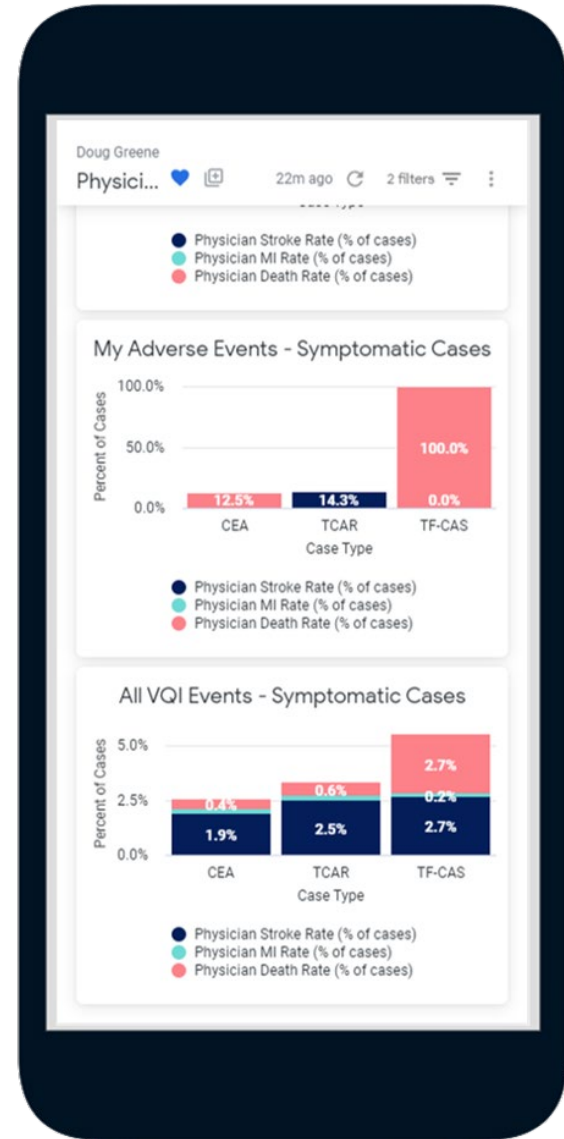 Doug Greene
Physici... 22m ago 2 filters
Physician Stroke Rate (% of cases)
Physician MI Rate (% of cases)
Physician Death Rate (% of cases)
My Adverse Events - Symptomatic Cases
Percent of Cases
100.0%
50.0%
0.0%
100.0%
12.5%
14.3%
0.0%
CEA
TCAR
TF-CAS
Case Type
Physician Stroke Rate (% of cases)
Physician MI Rate (% of cases)
Physician Death Rate (% of cases)
All VQI Events - Symptomatic Cases
Percent of Cases
5.0%
2.5%
0.0%
0.4%
1.9%
0.6%
2.5%
2.7%
0.2%
2.7%
CEA
TCAR
TF-CAS
Case Type
Physician Stroke Rate (% of cases)
Physician MI Rate (% of cases)
Physician Death Rate (% of cases)